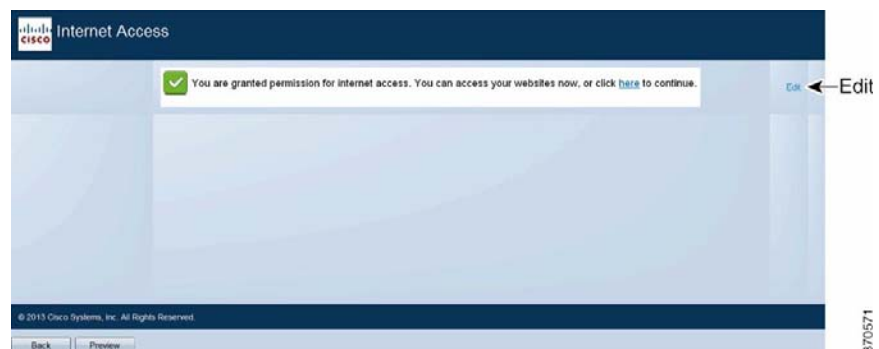 cisco Internet Access
You are granted permission for internet access. You can access your websites now, or click here to continue.
Edit
Edit
© 2013 Cisco Systems, Inc. All Rights Reserved.
Back Preview
370571